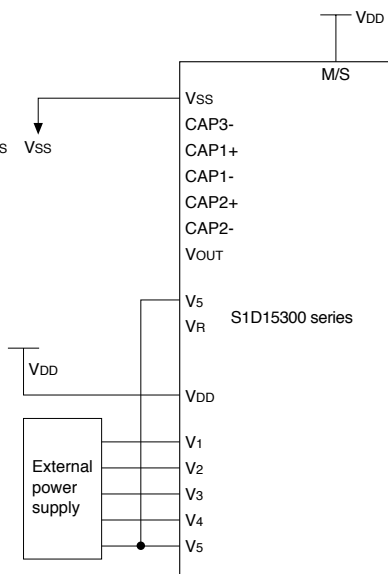 VDD
M/S
VSS
CAP3-
S VSS
CAP1+
CAP1-
CAP2+
CAP2-
VOUT
V5
VR
S1D15300 series
VDD
VDD
V1
External
power
supply
V2
V3
V4
V5